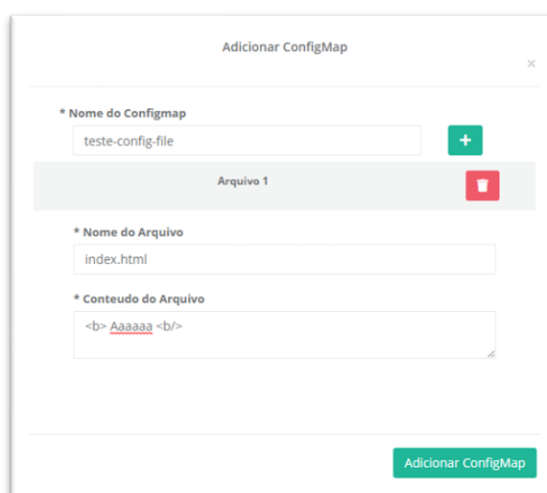 Adicionar ConfigMap
×
* Nome do Configmap
teste-config-file
+
Arquivo 1
* Nome do Arquivo
index.html
* Conteudo do Arquivo
<b> Aaaaaa <b/>
Adicionar ConfigMap